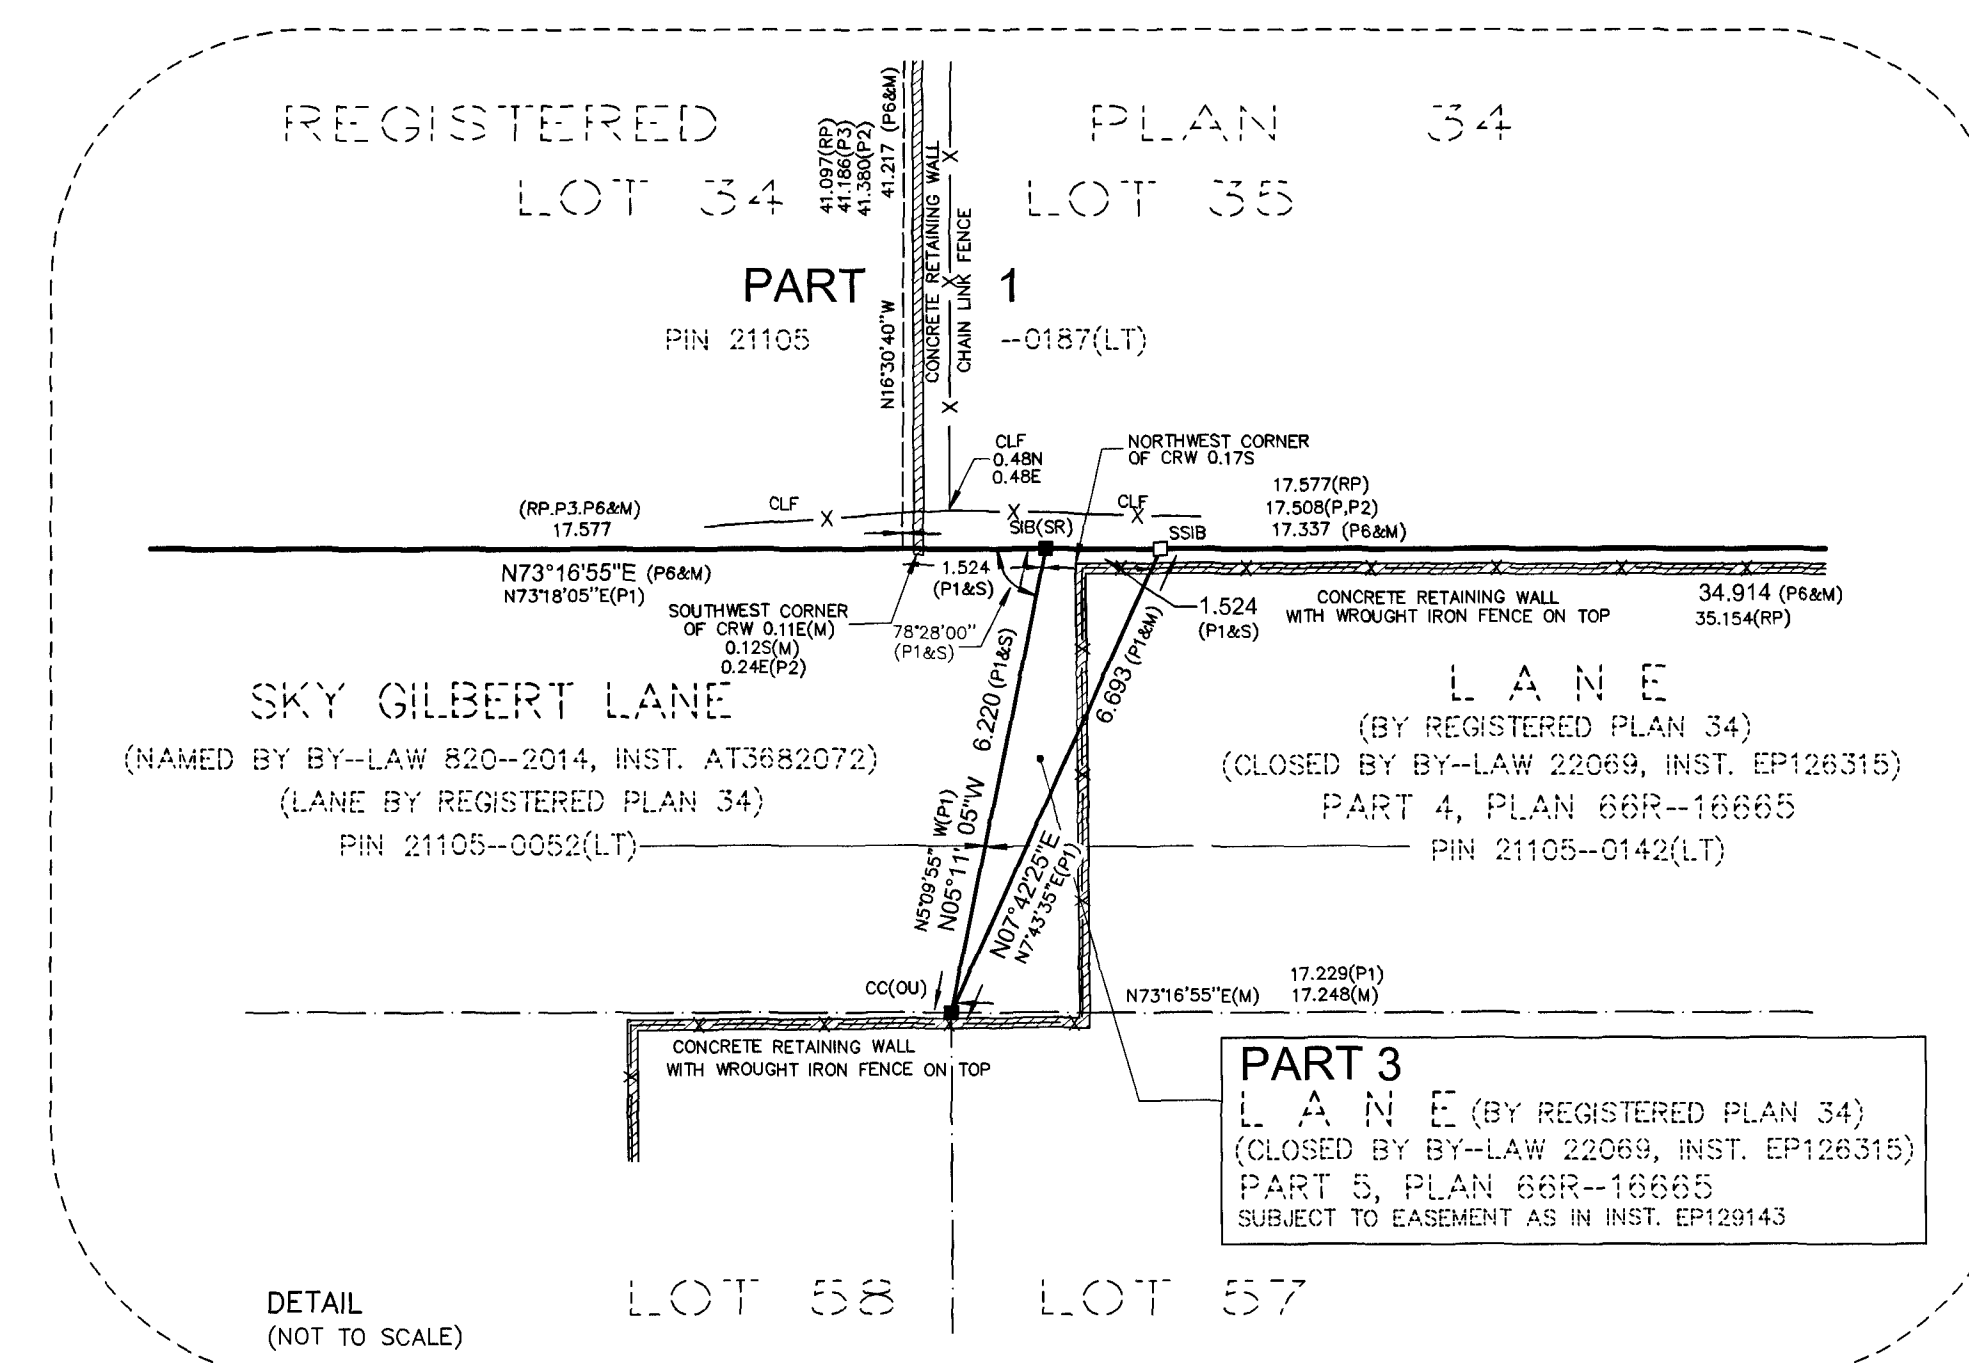 REGISTERED PLAN 34
LOT 34 LOT 35
41.097(RP)
41.186(P3)
41.380(P2)
41.217 (P6&M)
N16°30'40"W
CONCRETE RETAINING WALL
CHAIN LINK FENCE
PART 1
PIN 21105 --0187(LT)
CLF
0.48N
0.48E
NORTHWEST CORNER
OF CRW 0.17S
(RP.P3.P6&M)
17.577
CLF
CLF
SIB(SR)
SSIB
17.577(RP)
17.508(P,P2)
17.337 (P6&M)
N73°16'55"E (P6&M)
N73°18'05"E(P1)
1.524
(P1&S)
SOUTHWEST CORNER
OF CRW 0.11E(M)
0.12S(M)
0.24E(P2)
78°28'00"
(P1&S)
1.524
(P1&S)
CONCRETE RETAINING WALL
WITH WROUGHT IRON FENCE ON TOP
34.914 (P6&M)
35.154(RP)
6.220 (P1&S)
6.693 (P1&M)
SKY GILBERT LANE
(NAMED BY BY--LAW 820--2014, INST. AT3682072)
(LANE BY REGISTERED PLAN 34)
PIN 21105--0052(LT)
LANE
(BY REGISTERED PLAN 34)
(CLOSED BY BY--LAW 22069, INST. EP126315)
PART 4, PLAN 66R--16665
PIN 21105--0142(LT)
N5°09'55" W(P1)
N05°11' 05"W
N07°42'25"E
N7°43'35"E(P1)
CC(OU)
N73°16'55"E(M)
17.229(P1)
17.248(M)
CONCRETE RETAINING WALL
WITH WROUGHT IRON FENCE ON TOP
PART 3
LANE (BY REGISTERED PLAN 34)
(CLOSED BY BY--LAW 22069, INST. EP126315)
PART 5, PLAN 66R--16665
SUBJECT TO EASEMENT AS IN INST. EP129143
LOT 58 LOT 57
DETAIL
(NOT TO SCALE)